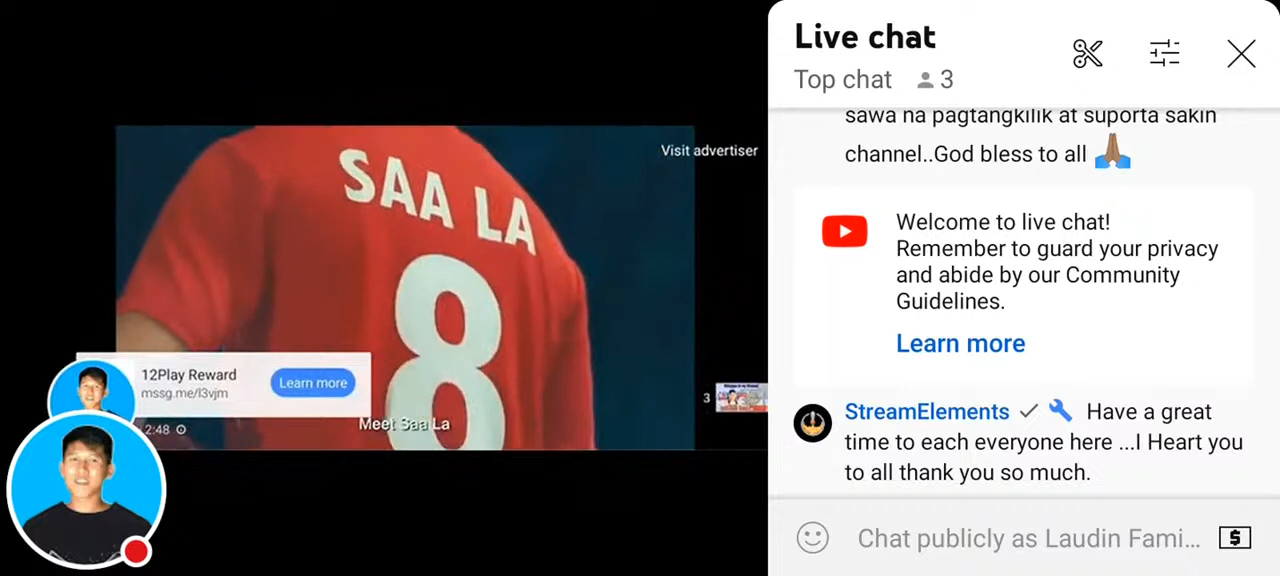 SAA LA
8
Visit advertiser
12Play Reward
mssg.me/l3vjm
Learn more
2:48
Meet Saa La
3
Live chat
Top chat 3
sawa na pagtangkilik at suporta sakin
channel..God bless to all 🙏🏽
Welcome to live chat!
Remember to guard your privacy
and abide by our Community
Guidelines.
Learn more
StreamElements Have a great
time to each everyone here ...I Heart you
to all thank you so much.
Chat publicly as Laudin Fami...
$